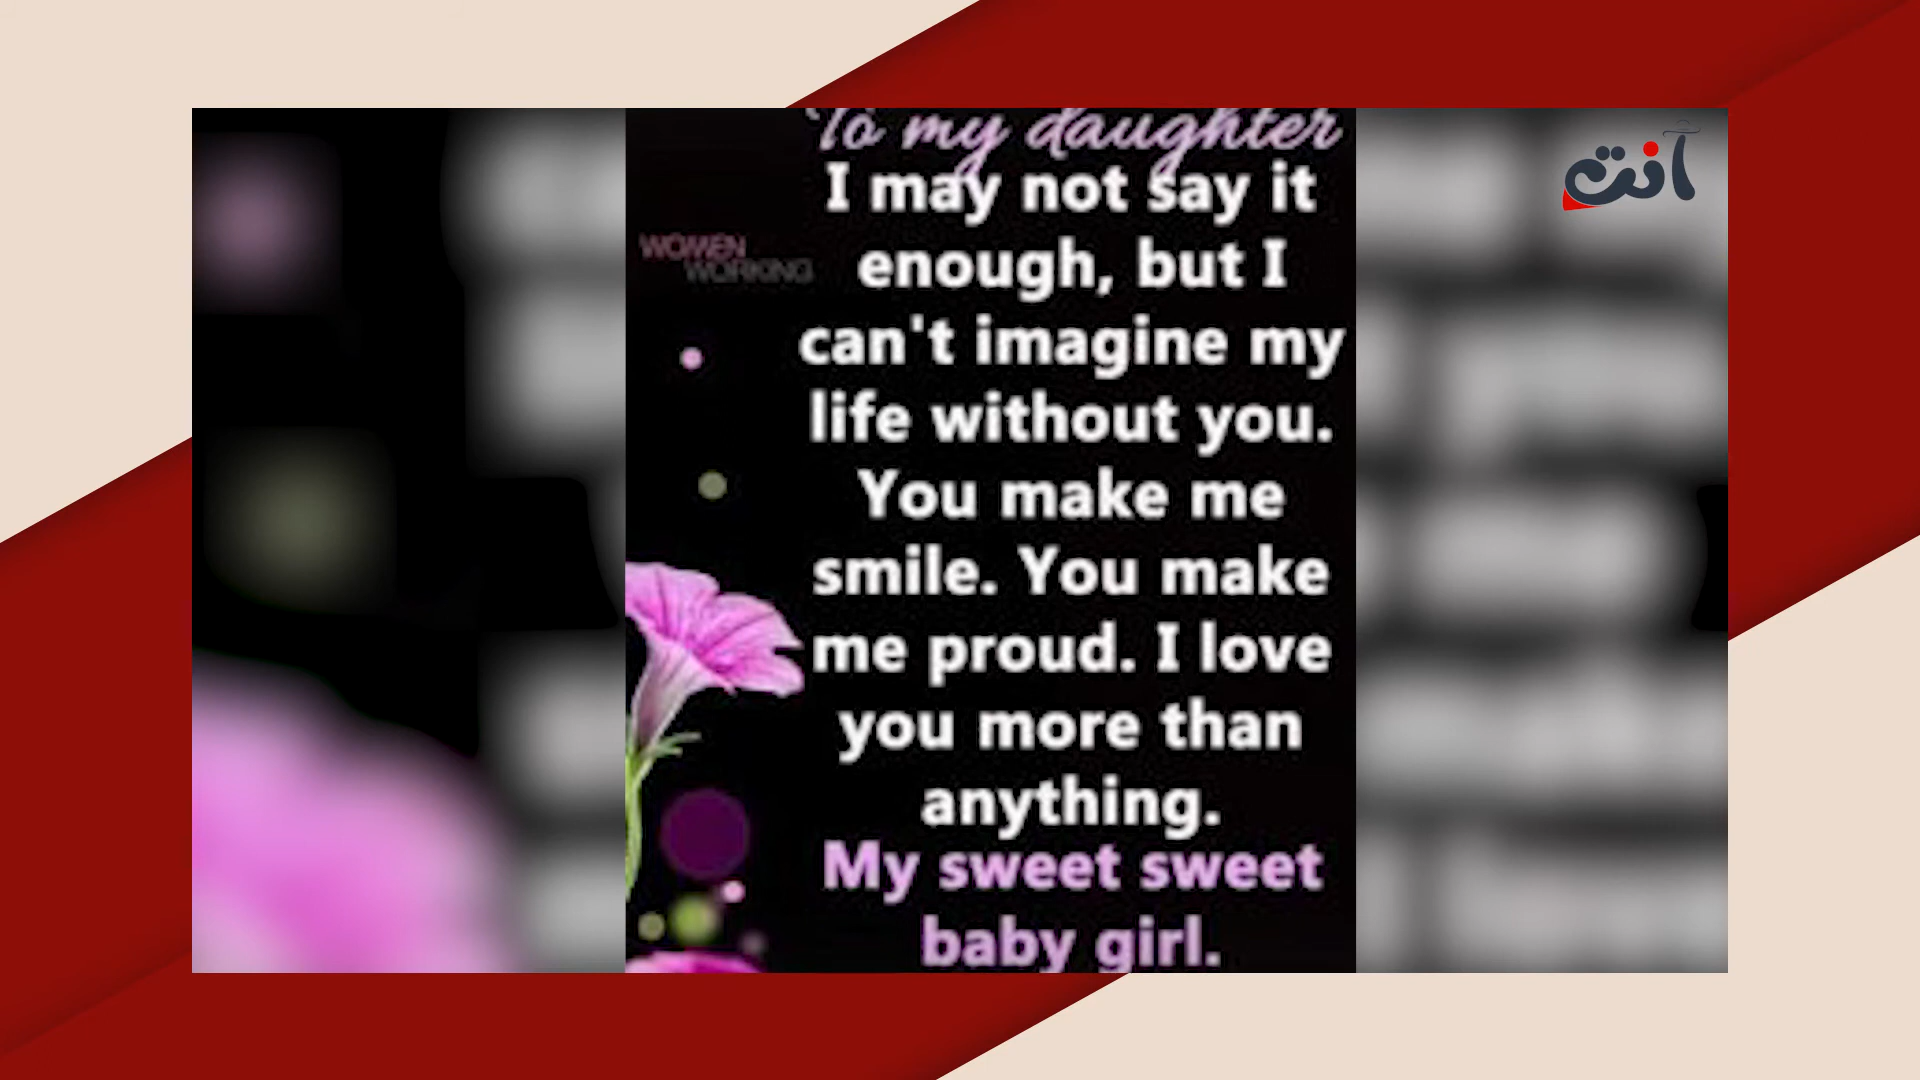 To my daughter
I may not say it
enough, but I
can't imagine my
life without you.
You make me
smile. You make
me proud. I love
you more than
anything.
My sweet sweet
baby girl.
WOMEN
WORKING
آنت